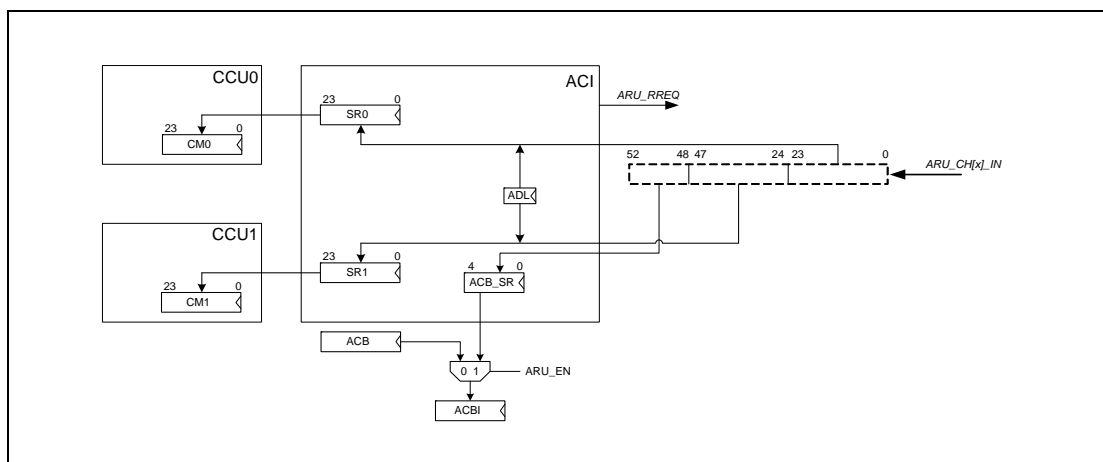 CCU0
ACI
23 0
SR0
ARU_RREQ
23 0
CM0
52 48 47 24 23 0
ARU_CH[x]_IN
ADL
CCU1
23 0
SR1
4 0
ACB_SR
23 0
CM1
ACB
0 1
ARU_EN
ACBI